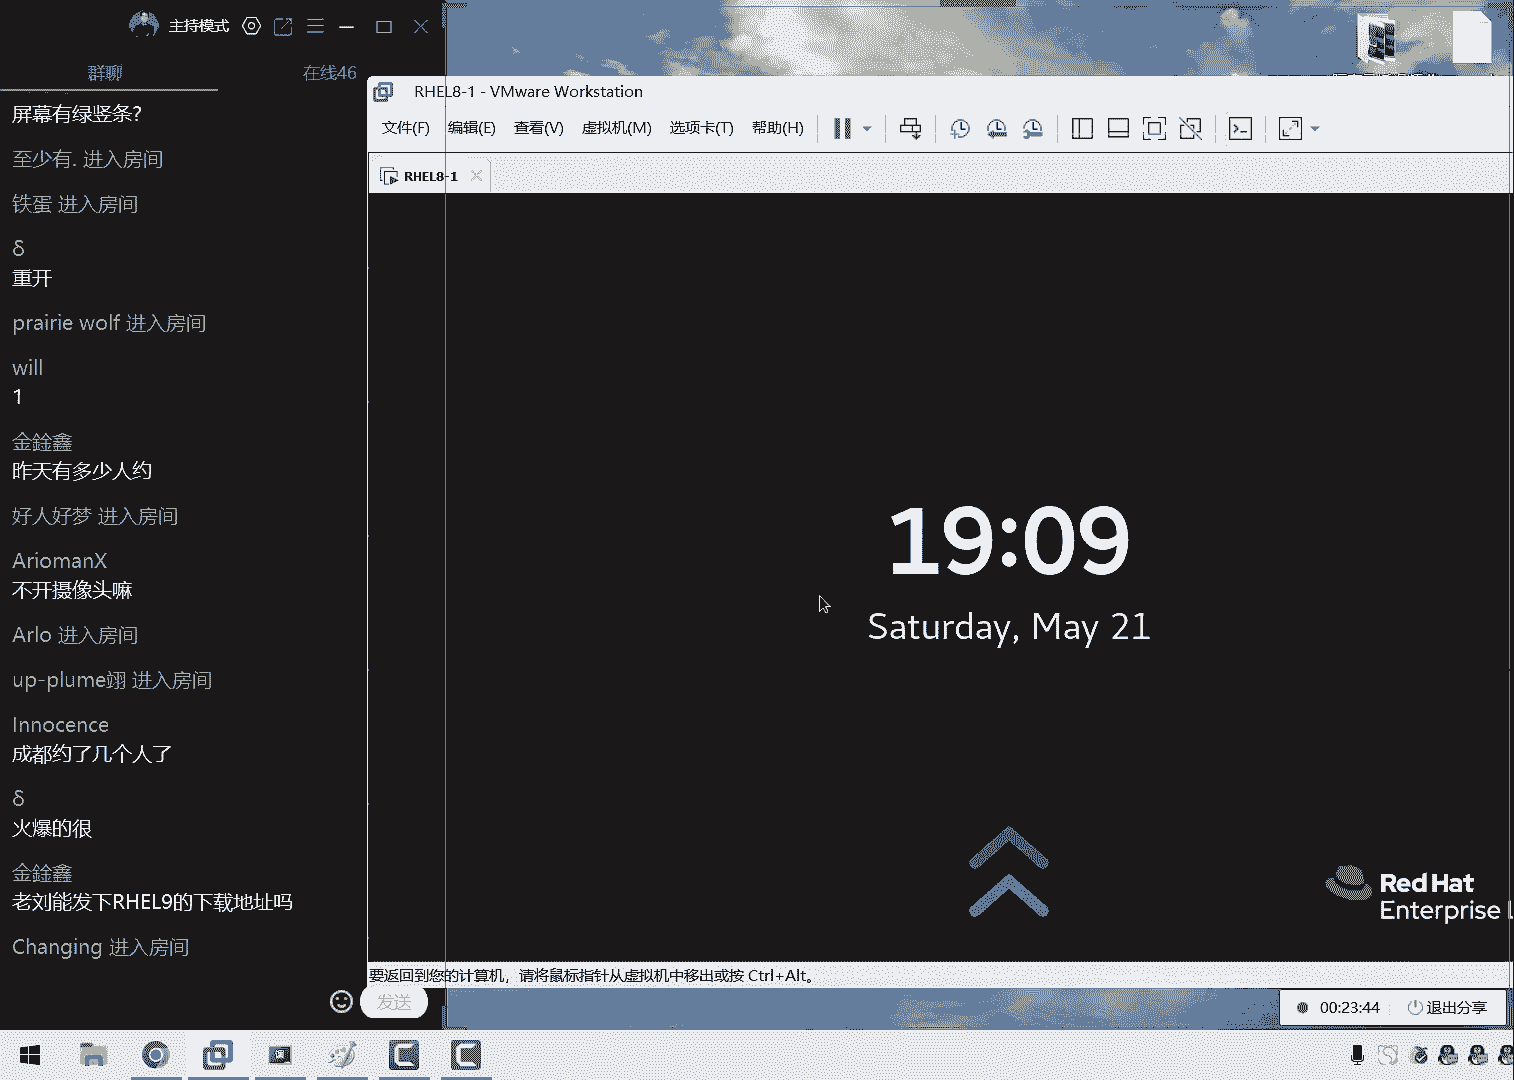 主持模式
群聊
在线46
屏幕有绿竖条?
至少有. 进入房间
铁蛋 进入房间
δ
重开
prairie wolf 进入房间
will
1
金銓鑫
昨天有多少人约
好人好梦 进入房间
AriomanX
不开摄像头嘛
Arlo 进入房间
up-plume翊 进入房间
Innocence
成都约了几个人了
δ
火爆的很
金銓鑫
老刘能发下RHEL9的下载地址吗
Changing 进入房间
发送
RHEL8-1 - VMware Workstation
文件(F) 编辑(E) 查看(V) 虚拟机(M) 选项卡(T) 帮助(H)
RHEL8-1
19:09
Saturday, May 21
Red Hat
Enterprise L
要返回到您的计算机，请将鼠标指针从虚拟机中移出或按 Ctrl+Alt。
00:23:44 退出分享